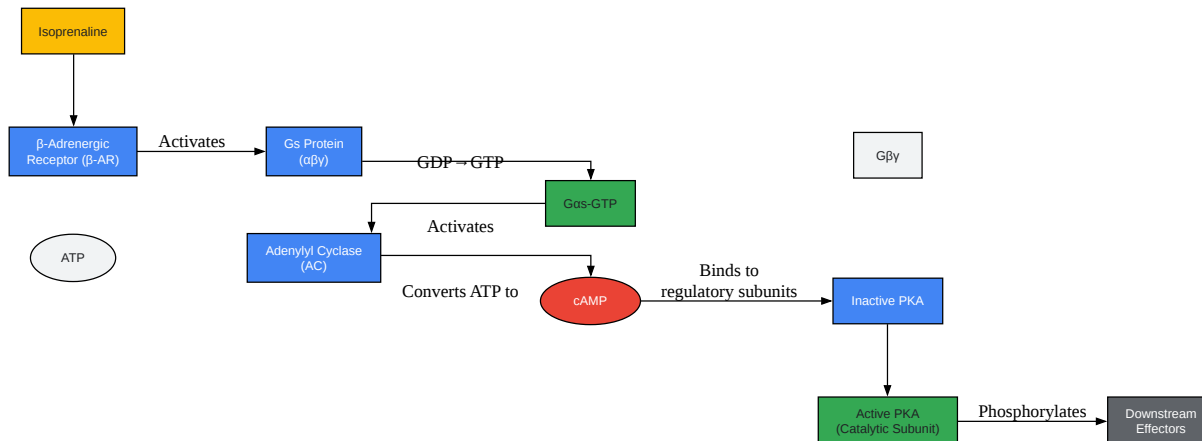 Isoprenaline
β-Adrenergic
Receptor (β-AR)
Activates
Gs Protein
(αβγ)
GDP→GTP
Gβγ
Gαs-GTP
Activates
ATP
Adenylyl Cyclase
(AC)
Converts ATP to
cAMP
Binds to
regulatory subunits
Inactive PKA
Active PKA
(Catalytic Subunit)
Phosphorylates
Downstream
Effectors